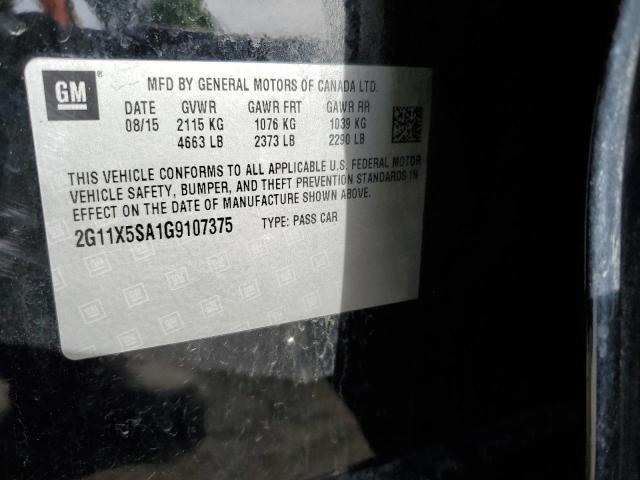 GM ®
MFD BY GENERAL MOTORS OF CANADA LTD.
DATE GVWR GAWR FRT GAWR RR
08/15 2115 KG 1076 KG 1039 KG
4663 LB 2373 LB 2290 LB
THIS VEHICLE CONFORMS TO ALL APPLICABLE U.S. FEDERAL MOTOR
VEHICLE SAFETY, BUMPER, AND THEFT PREVENTION STANDARDS IN
EFFECT ON THE DATE OF MANUFACTURE SHOWN ABOVE.
2G11X5SA1G9107375 TYPE: PASS CAR